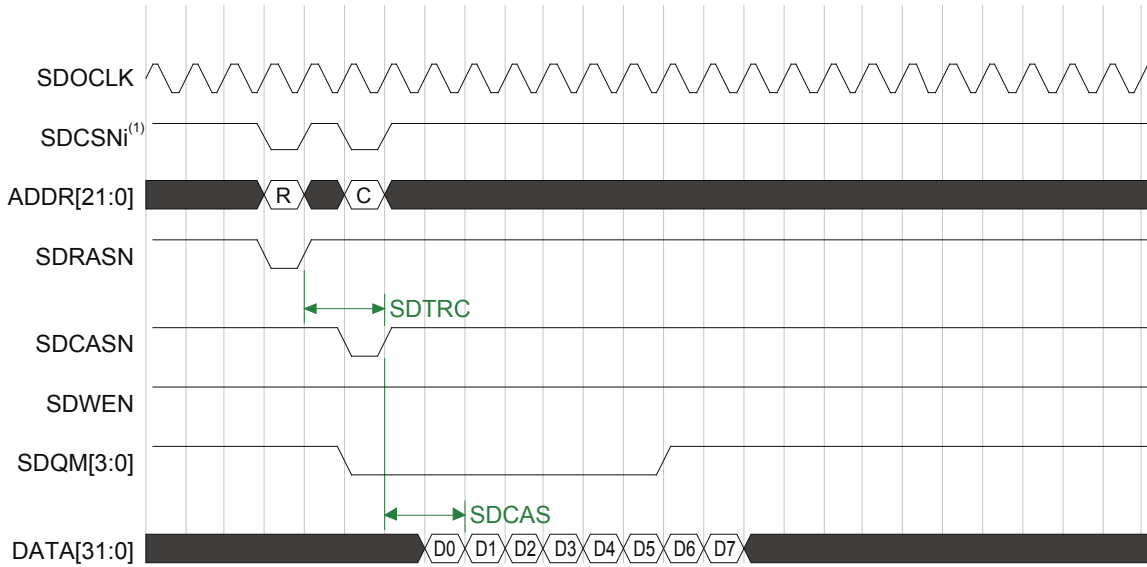 SDOCLK
SDCSNi(1)
ADDR[21:0] R C
SDRASN
SDTRC
SDCASN
SDWEN
SDQM[3:0]
SDCAS
DATA[31:0] D0 D1 D2 D3 D4 D5 D6 D7